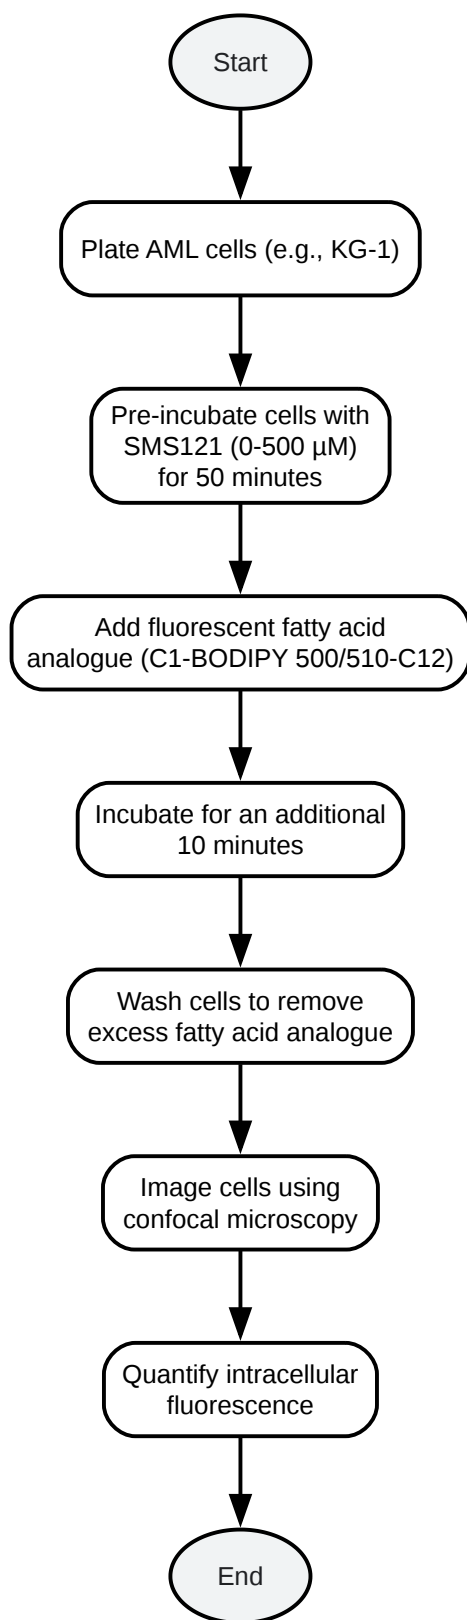 Start
Plate AML cells (e.g., KG-1)
Pre-incubate cells with
SMS121 (0-500 µM)
for 50 minutes
Add fluorescent fatty acid
analogue (C1-BODIPY 500/510-C12)
Incubate for an additional
10 minutes
Wash cells to remove
excess fatty acid analogue
Image cells using
confocal microscopy
Quantify intracellular
fluorescence
End